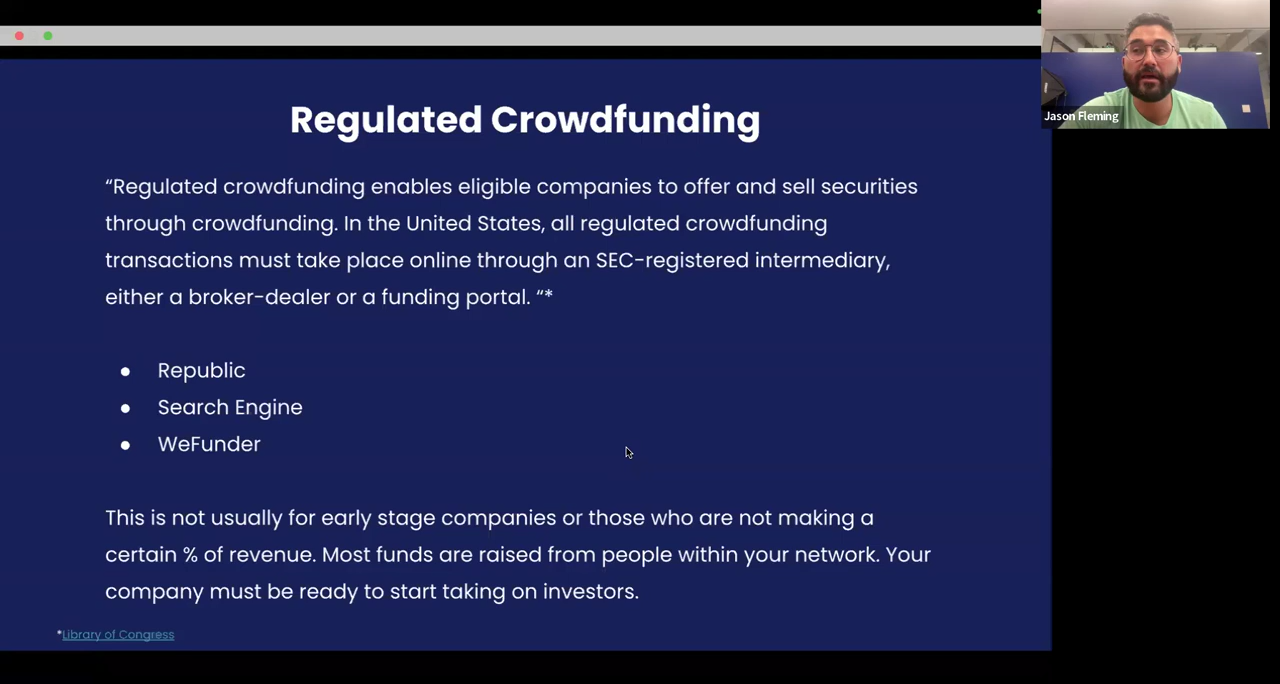 Regulated Crowdfunding
“Regulated crowdfunding enables eligible companies to offer and sell securities
through crowdfunding. In the United States, all regulated crowdfunding
transactions must take place online through an SEC-registered intermediary,
either a broker-dealer or a funding portal. “*
● Republic
● Search Engine
● WeFunder
This is not usually for early stage companies or those who are not making a
certain % of revenue. Most funds are raised from people within your network. Your
company must be ready to start taking on investors.
*Library of Congress
Jason Fleming